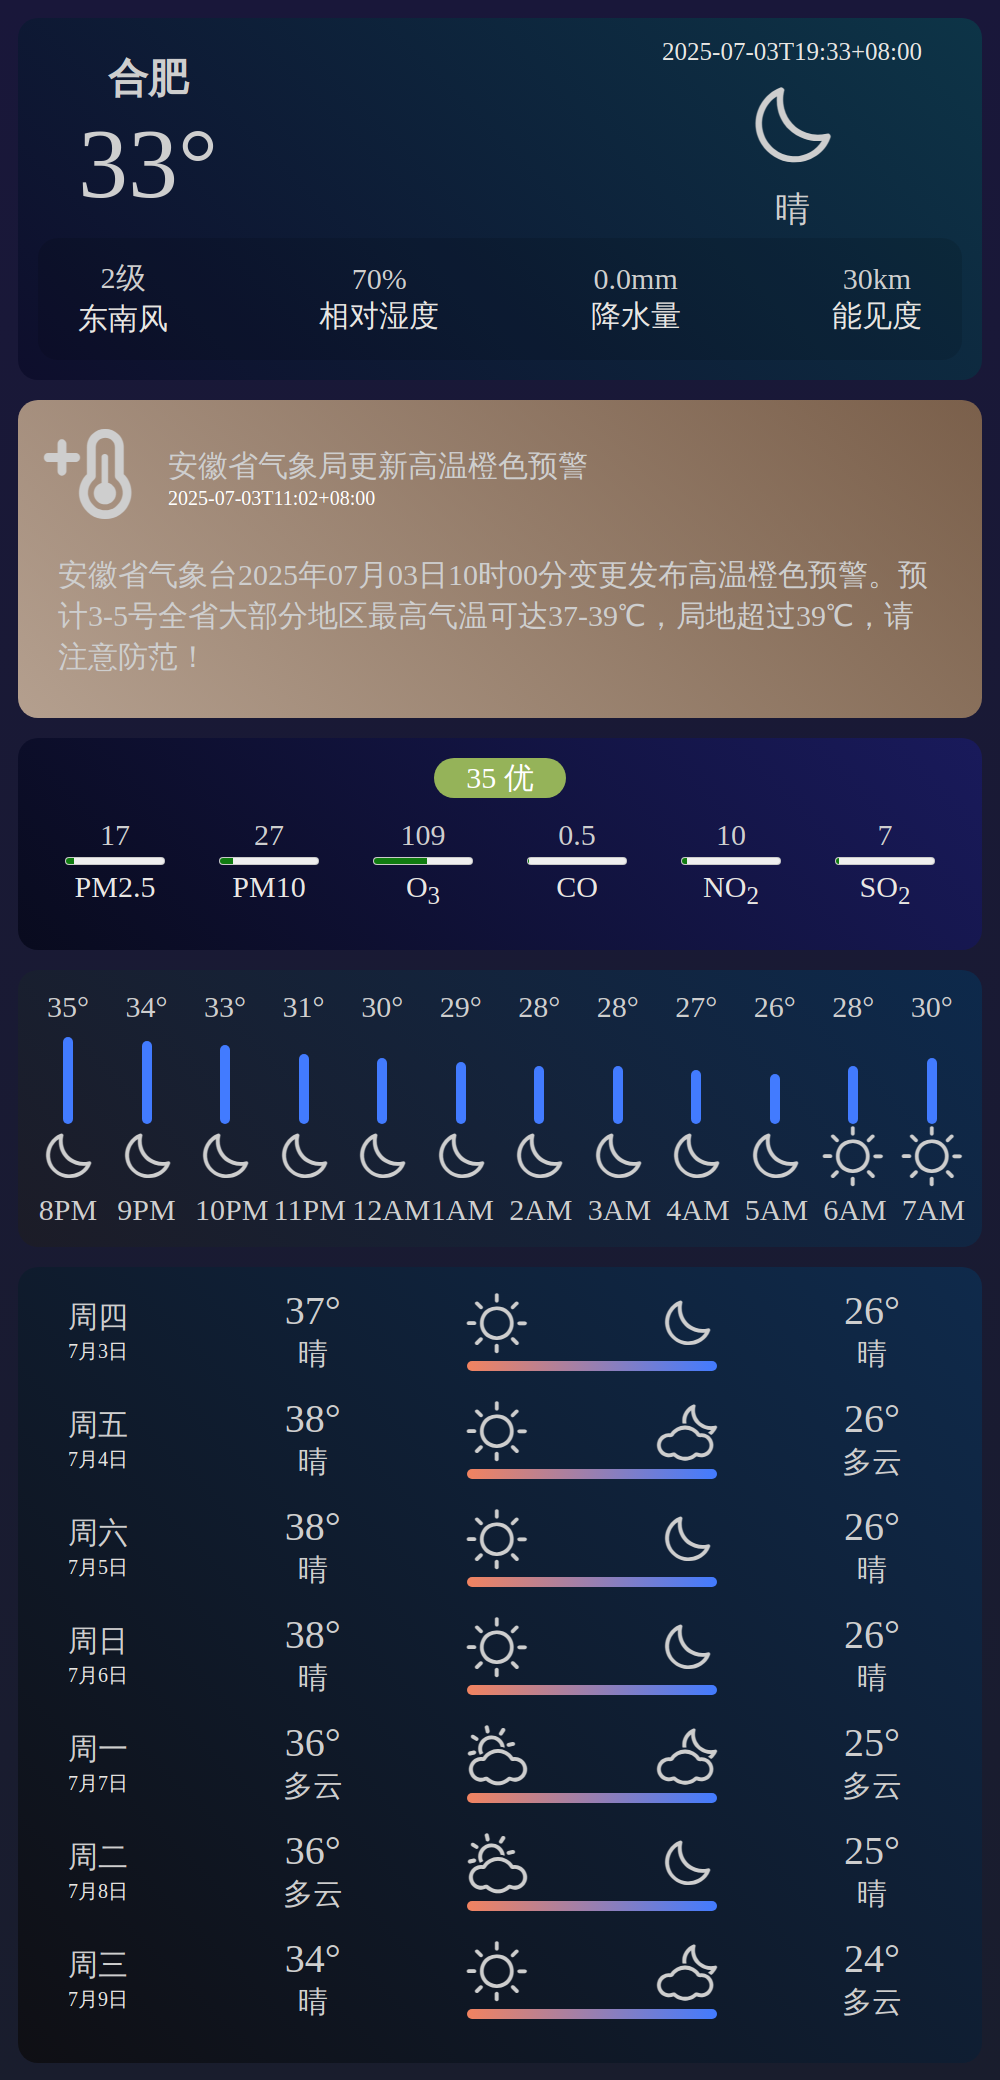 合肥
33°
2025-07-03T19:33+08:00
晴
2级 70% 0.0mm 30km
东南风 相对湿度 降水量 能见度
安徽省气象局更新高温橙色预警
2025-07-03T11:02+08:00
安徽省气象台2025年07月03日10时00分变更发布高温橙色预警。预
计3-5号全省大部分地区最高气温可达37-39℃，局地超过39℃，请
注意防范！
35 优
17 27 109 0.5 10 7
PM2.5 PM10 O3 CO NO2 SO2
35° 34° 33° 31° 30° 29° 28° 28° 27° 26° 28° 30°
8PM 9PM 10PM 11PM 12AM 1AM 2AM 3AM 4AM 5AM 6AM 7AM
周四 37° 26°
7月3日 晴 晴
周五 38° 26°
7月4日 晴 多云
周六 38° 26°
7月5日 晴 晴
周日 38° 26°
7月6日 晴 晴
周一 36° 25°
7月7日 多云 多云
周二 36° 25°
7月8日 多云 晴
周三 34° 24°
7月9日 晴 多云